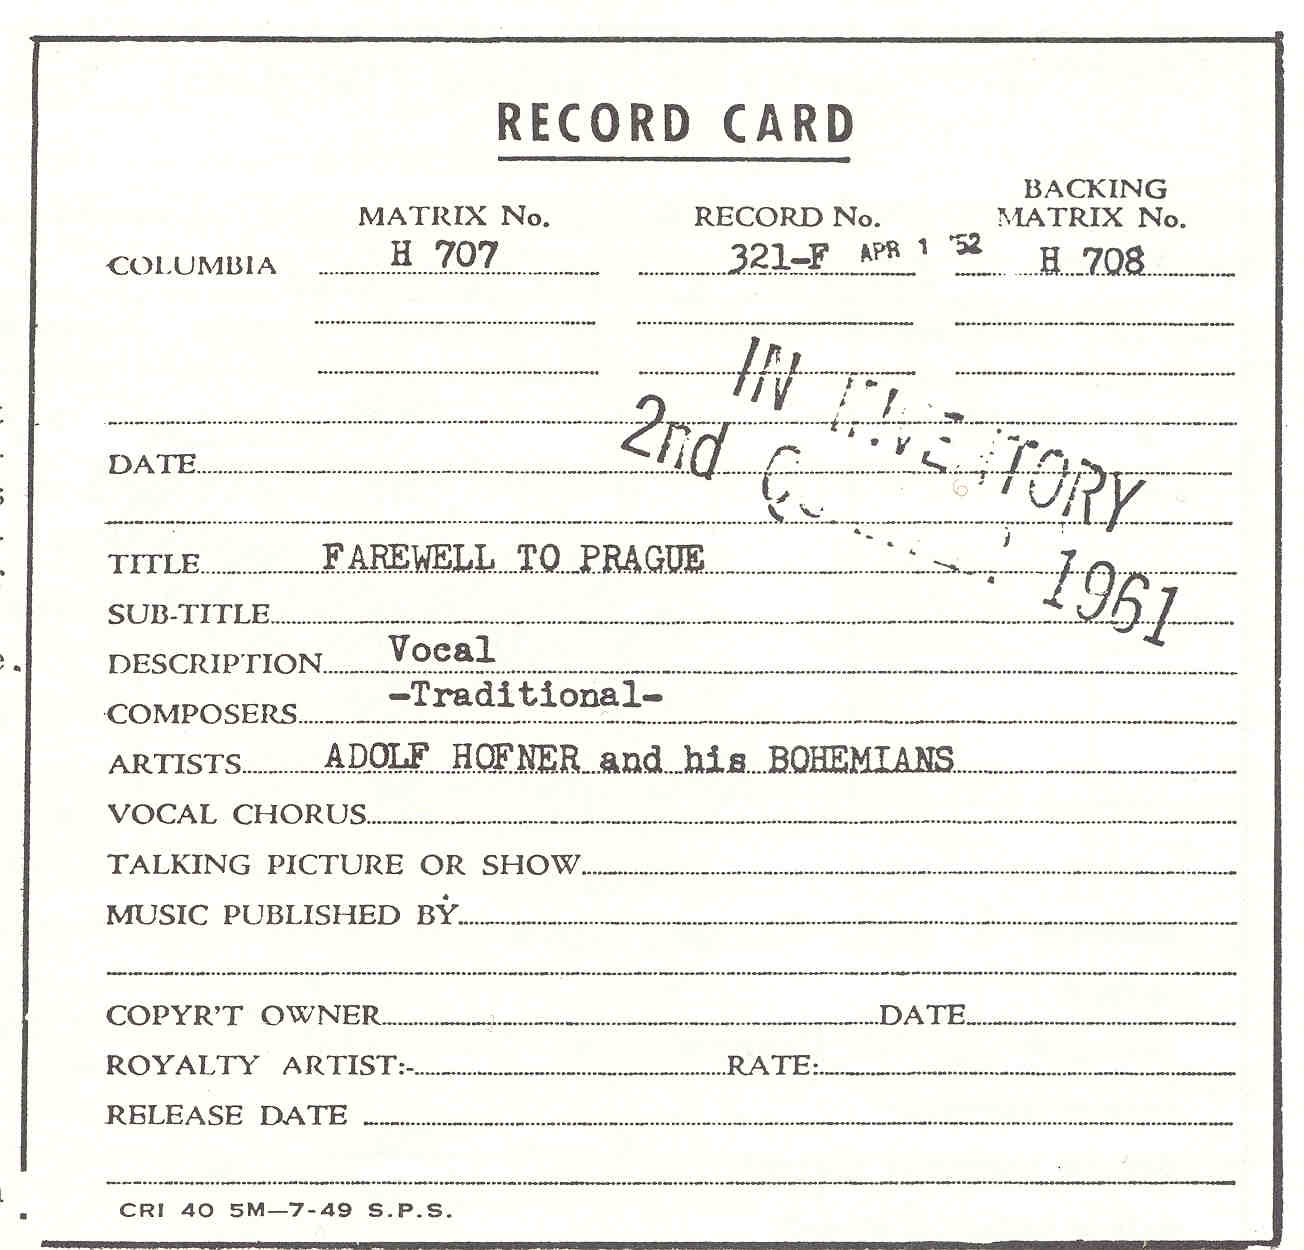 RECORD CARD
BACKING
MATRIX No. RECORD No. MATRIX No.
COLUMBIA H 707 321-F APR 1 '52 H 708
IN INVENTORY
2nd 1961
DATE
TITLE FAREWELL TO PRAGUE
SUB-TITLE
DESCRIPTION Vocal
COMPOSERS -Traditional-
ARTISTS ADOLF HOFNER and his BOHEMIANS
VOCAL CHORUS
TALKING PICTURE OR SHOW
MUSIC PUBLISHED BY
COPYR'T OWNER DATE
ROYALTY ARTIST:- RATE:
RELEASE DATE
CRI 40 5M—7-49 S.P.S.